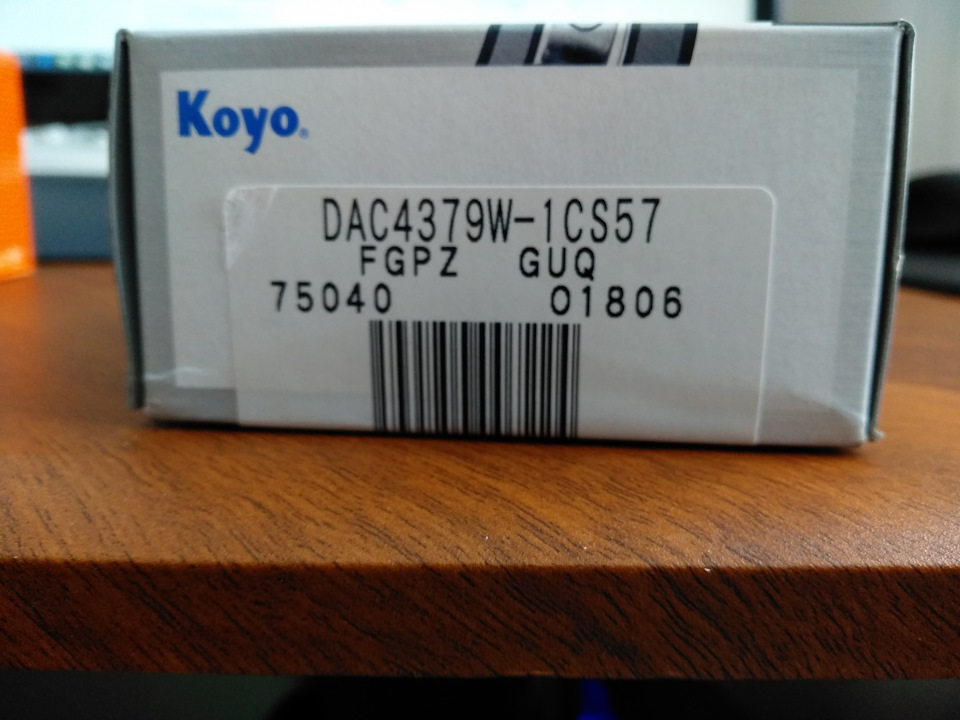 Koyo®
DAC4379W-1CS57
FGPZ GUQ
75040 01806